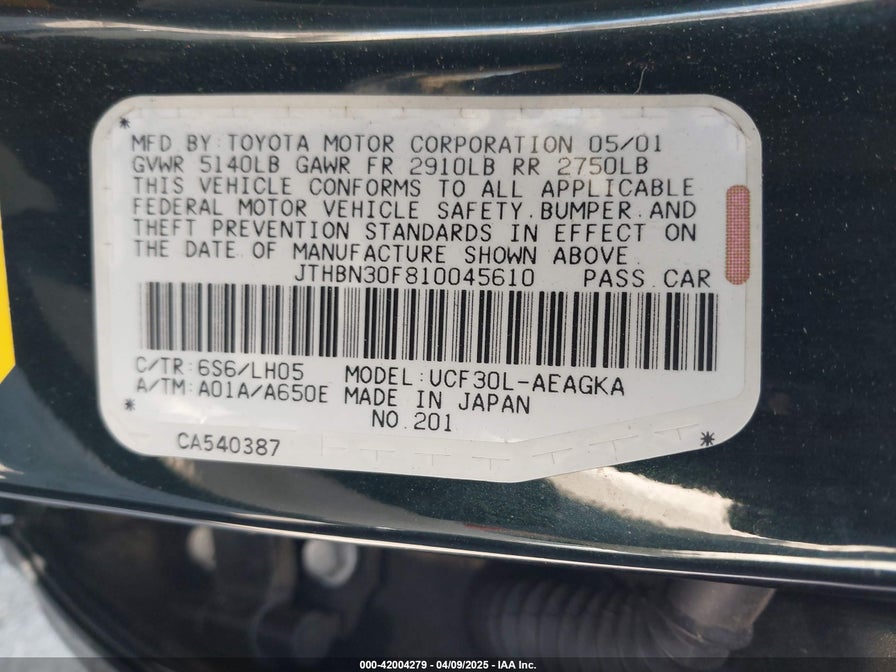 MFD BY: TOYOTA MOTOR CORPORATION 05/01
GVWR 5140LB GAWR FR 2910LB RR 2750LB
THIS VEHICLE CONFORMS TO ALL APPLICABLE
FEDERAL MOTOR VEHICLE SAFETY, BUMPER, AND
THEFT PREVENTION STANDARDS IN EFFECT ON
THE DATE OF MANUFACTURE SHOWN ABOVE.
JTHBN30F810045610 PASS.CAR
C/TR:6S6/LH05 MODEL:UCF30L-AEAGKA
A/TM:A01A/A650E MADE IN JAPAN
NO.201
CA540387
000-42004279 - 04/09/2025 - IAA Inc.